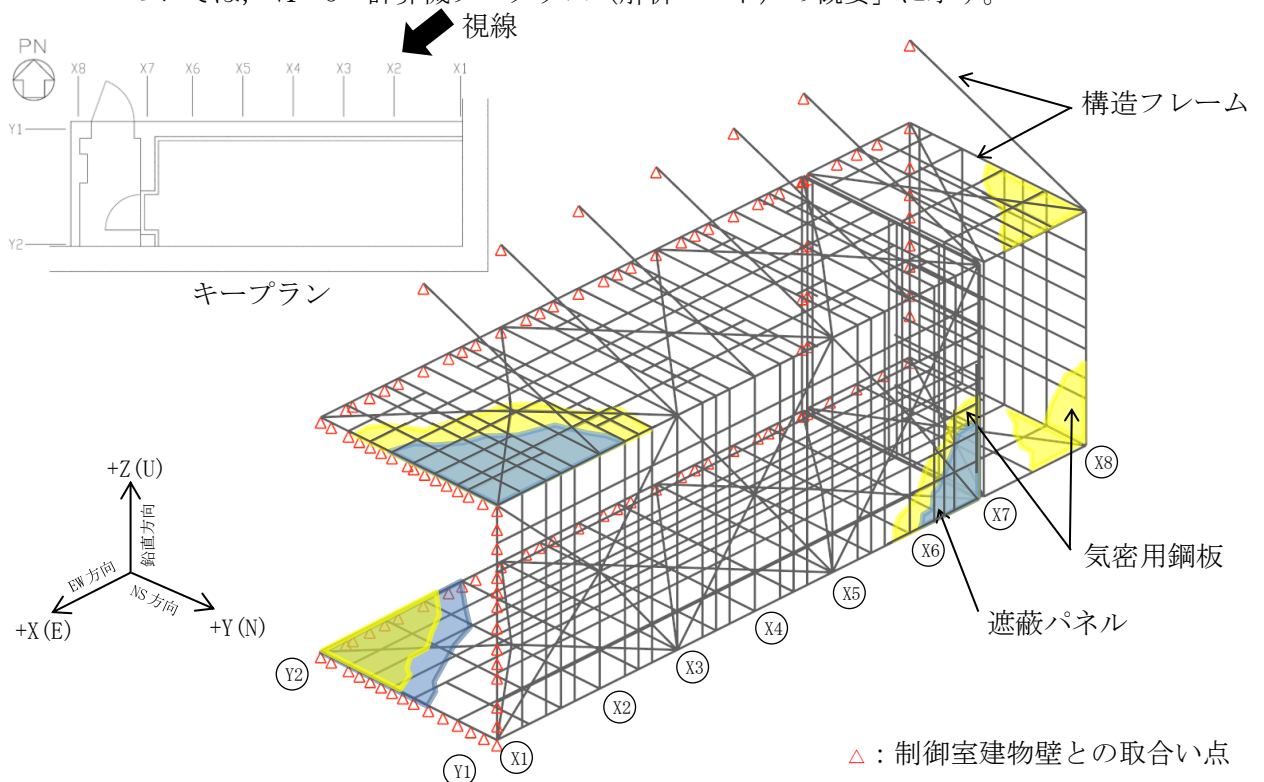 視線
PN
X8 X7 X6 X5 X4 X3 X2 X1
Y1
Y2
キープラン
構造フレーム
+Z(U)
鉛直方向
EW方向
NS方向
+X(E)
+Y(N)
X8
X7
X6
気密用鋼板
X5
遮蔽パネル
X4
X3
Y2
X2
X1
Y1
△：制御室建物壁との取合い点